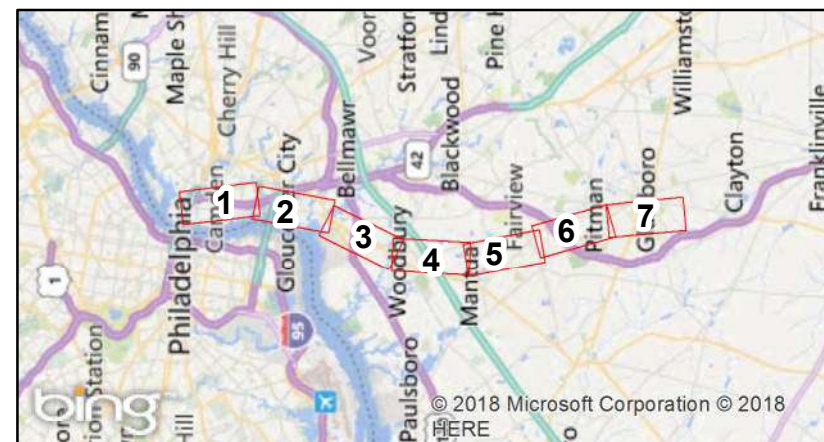 Cinnam
90
Maple Sh
Cherry Hill
Voor
Stratfor
Lind
Pine H
Williamst
Bellmawr
42
Blackwood
Clayton
Franklinville
Camden
Philadelphia
Gloucester City
Fairview
Pitman
Glassboro
1
2
3
4
5
6
7
Woodbury
Mantua
1
95
Paulsboro
Station
Hill
bing
© 2018 Microsoft Corporation © 2018
HERE